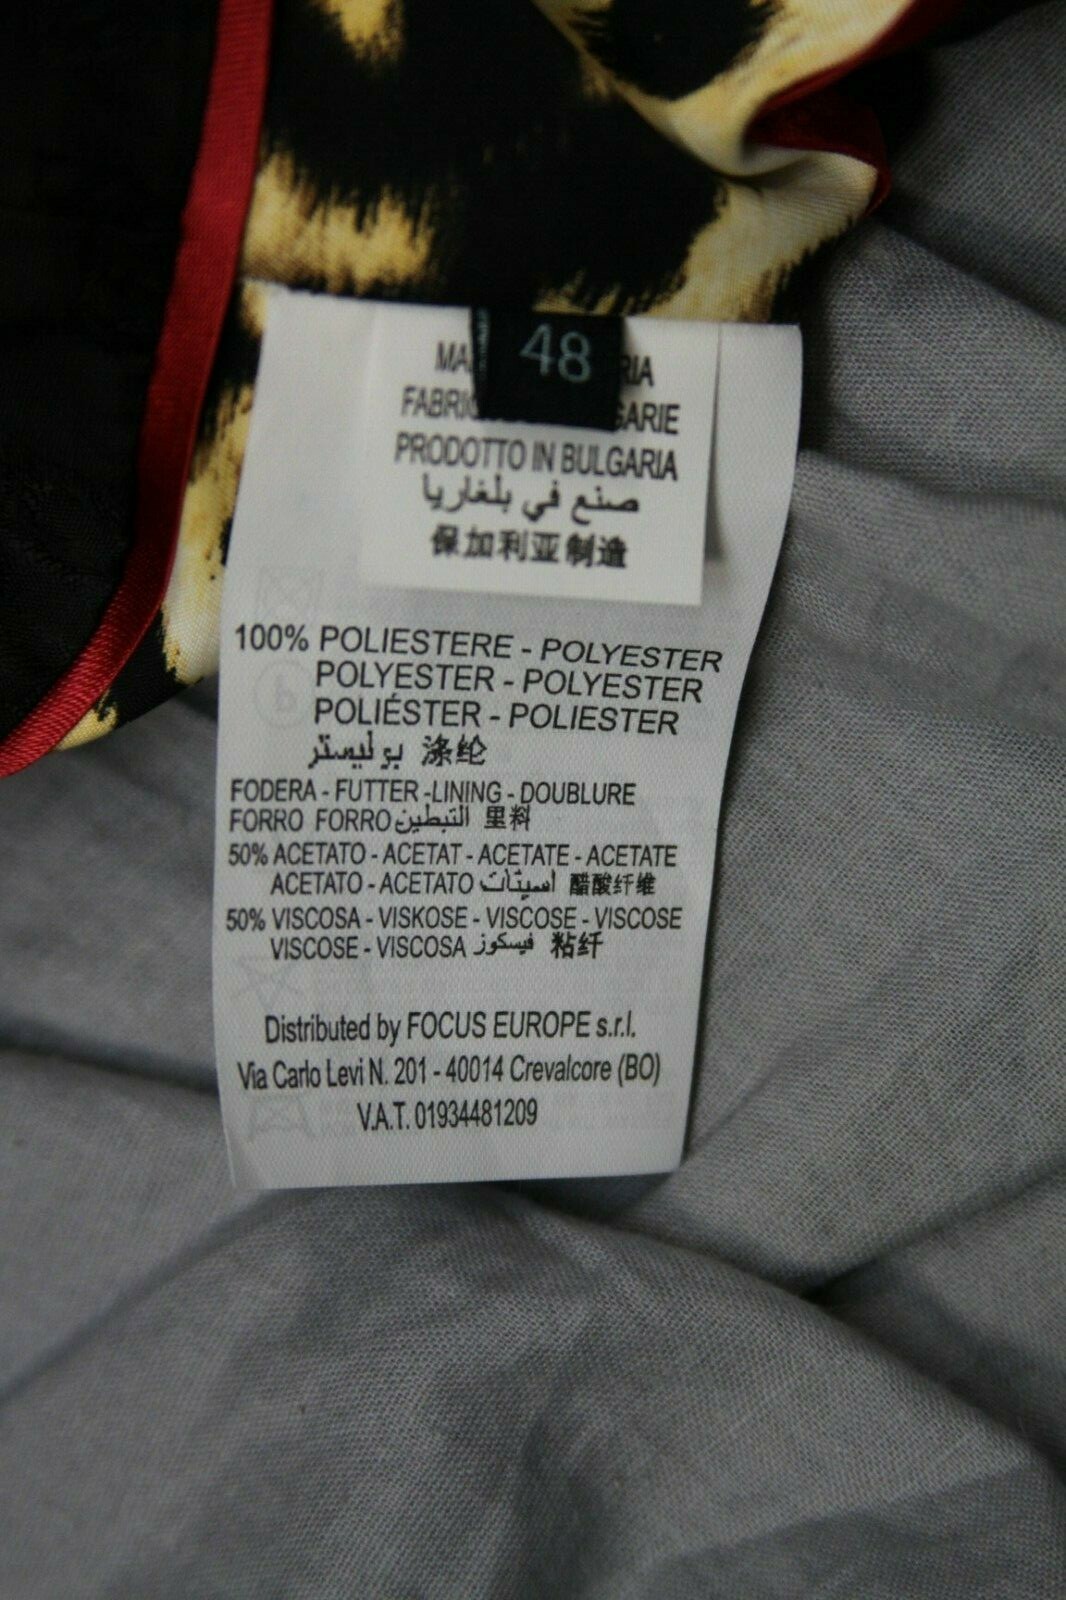 48
PRODOTTO IN BULGARIA
صنع في بلغاريا
保加利亚制造
100% POLIESTERE - POLYESTER
POLYESTER - POLYESTER
POLIÉSTER - POLIESTER
بوليستر 涤纶
FODERA - FUTTER -LINING - DOUBLURE
FORRO FORRO التبطين 里料
50% ACETATO - ACETAT - ACETATE - ACETATE
ACETATO - ACETATO اسيتات 醋酸纤维
50% VISCOSA - VISKOSE - VISCOSE - VISCOSE
VISCOSE - VISCOSA فيسكوز 粘纤
Distributed by FOCUS EUROPE s.r.l.
Via Carlo Levi N. 201 - 40014 Crevalcore (BO)
V.A.T. 01934481209